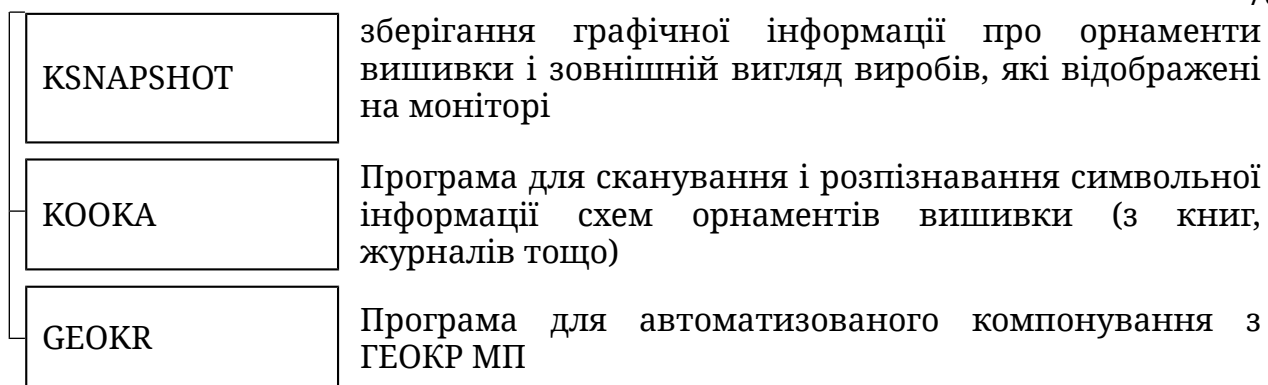 зберігання графічної інформації про орнаменти
вишивки і зовнішній вигляд виробів, які відображені
на моніторі
KSNAPSHOT
Програма для сканування і розпізнавання символьної
інформації схем орнаментів вишивки (з книг,
журналів тощо)
KOOKA
Програма для автоматизованого компонування з
ГЕОКР МП
GEOKR